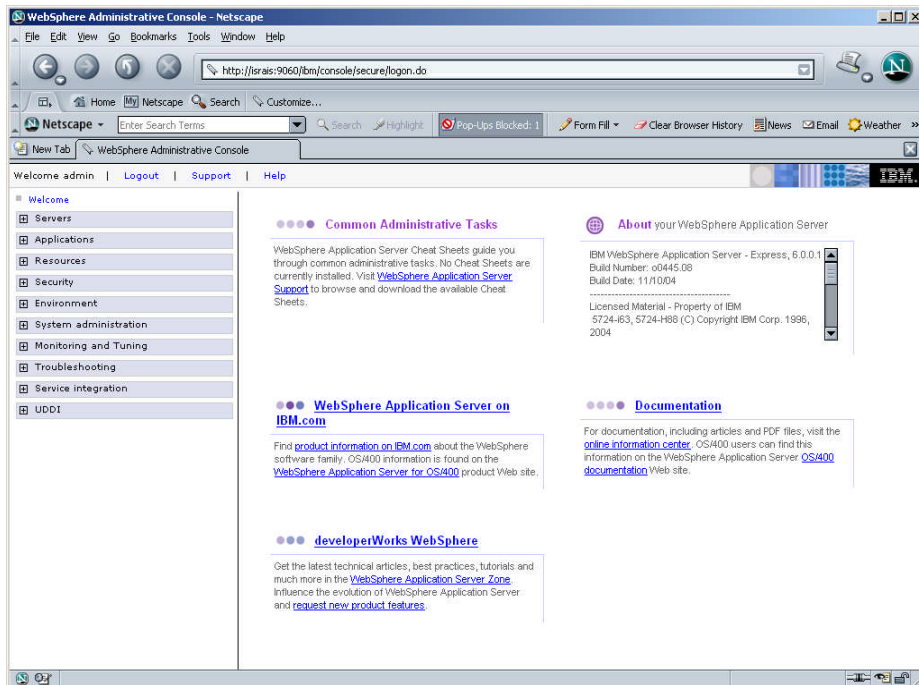 WebSphere Administrative Console - Netscape
File Edit View Go Bookmarks Tools Window Help
http://israis:9060/ibm/console/secure/logon.do
Home My Netscape Search Customize...
Netscape Enter Search Terms Search Highlight Pop-Ups Blocked: 1 Form Fill Clear Browser History News Email Weather »
New Tab WebSphere Administrative Console
Welcome admin | Logout | Support | Help
IBM.
Welcome
Servers
Applications
Resources
Security
Environment
System administration
Monitoring and Tuning
Troubleshooting
Service integration
UDDI
Common Administrative Tasks
WebSphere Application Server Cheat Sheets guide you
through common administrative tasks. No Cheat Sheets are
currently installed. Visit WebSphere Application Server
Support to browse and download the available Cheat
Sheets.
About your WebSphere Application Server
IBM WebSphere Application Server - Express, 6.0.0.1
Build Number: o0445.08
Build Date: 11/10/04
----------------------------------------
Licensed Material - Property of IBM
5724-i63, 5724-H88 (C) Copyright IBM Corp. 1996,
2004
WebSphere Application Server on
IBM.com
Find product information on IBM.com about the WebSphere
software family. OS/400 information is found on the
WebSphere Application Server for OS/400 product Web site.
Documentation
For documentation, including articles and PDF files, visit the
online information center. OS/400 users can find this
information on the WebSphere Application Server OS/400
documentation Web site.
developerWorks WebSphere
Get the latest technical articles, best practices, tutorials and
much more in the WebSphere Application Server Zone.
Influence the evolution of WebSphere Application Server
and request new product features.